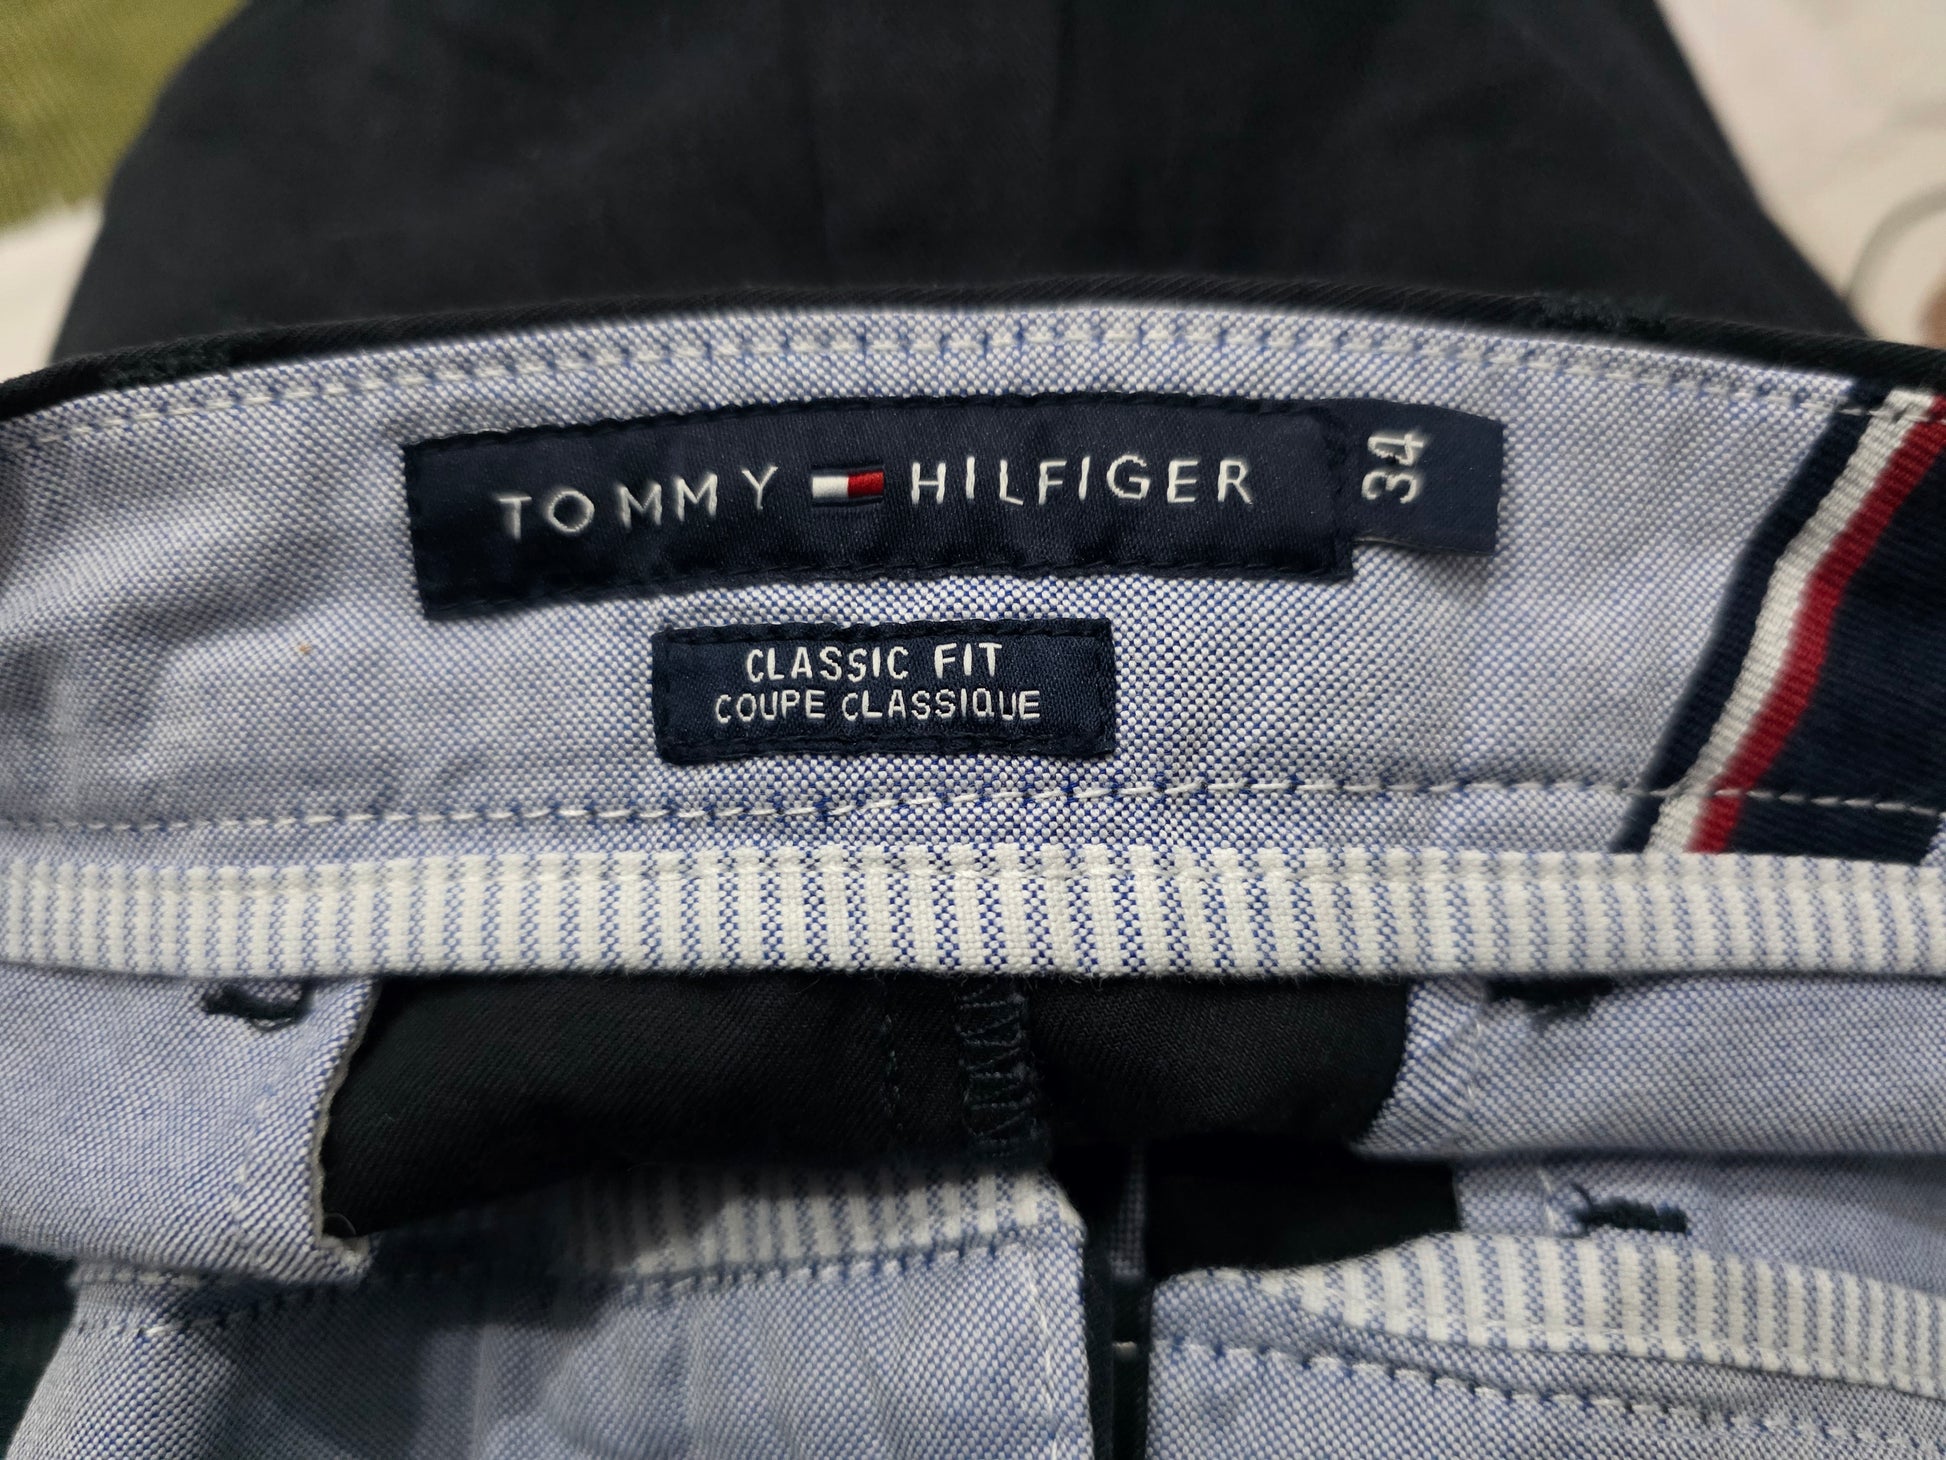 TOMMY HILFIGER
34
CLASSIC FIT
COUPE CLASSIQUE